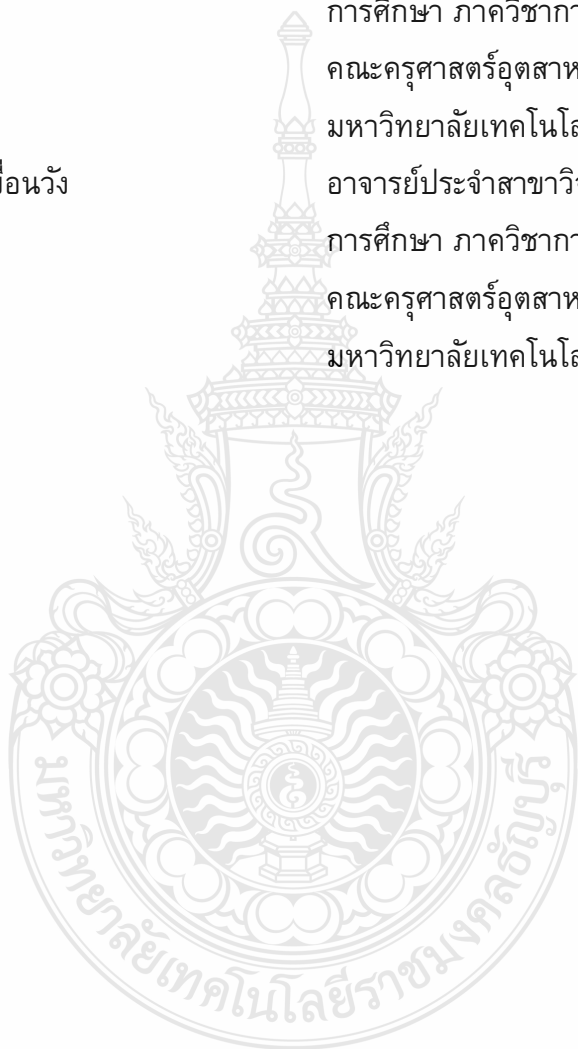 การศึกษา ภาควิชากา
คณะครุศาสตร์อุตสาห
มหาวิทยาลัยเทคโนโล
อาจารย์ประจำสาขาวิ
การศึกษา ภาควิชากา
คณะครุศาสตร์อุตสาห
มหาวิทยาลัยเทคโนโล
มหาวิทยาลัยเทคโนโลยีราชมงคลธัญบุรี